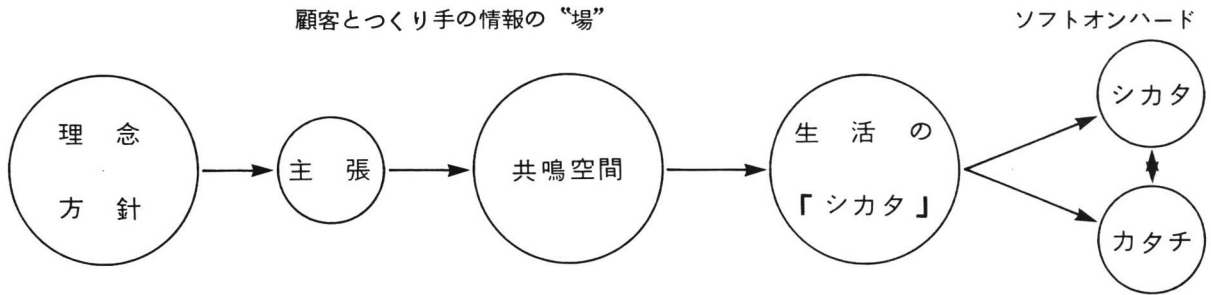 顧客とつくり手の情報の〝場”
ソフトオンハード
理念
方針
主張
共鳴空間
生活の
「シカタ」
シカタ
カタチ